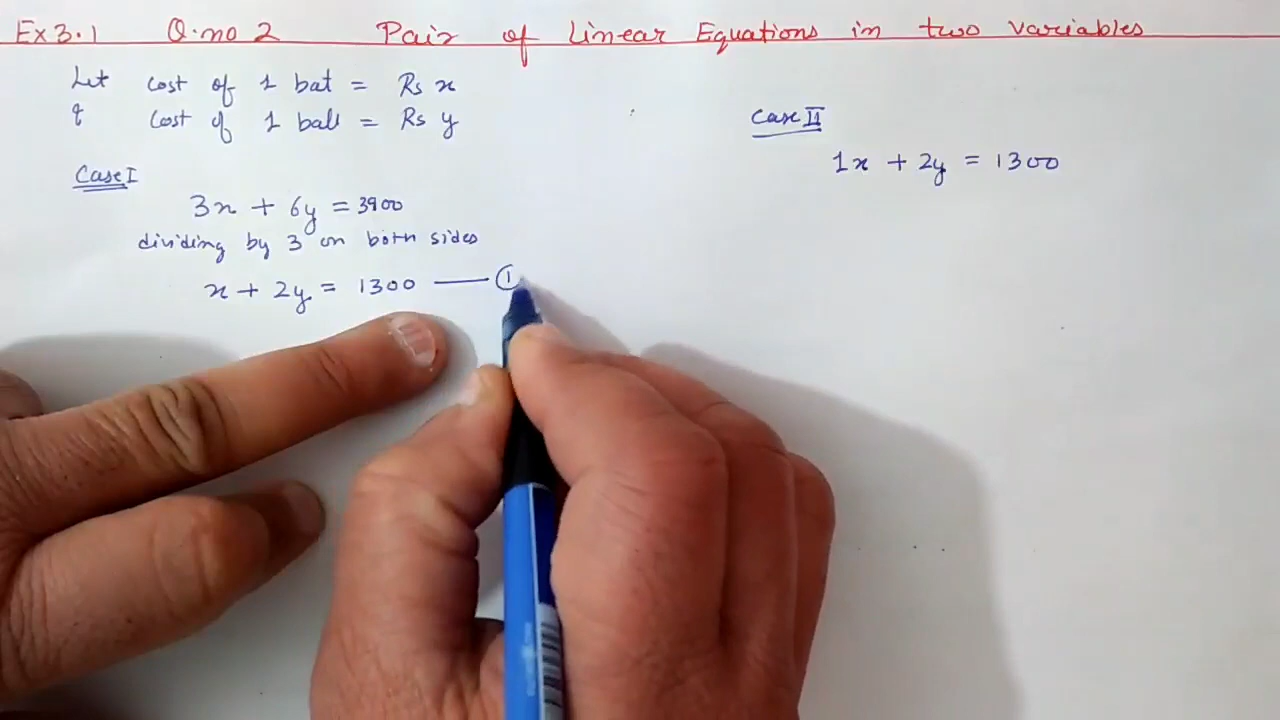 Ex 3.1 Q.no 2 Pair of Linear Equations in two variables
Let cost of 1 bat = Rs x
& cost of 1 ball = Rs y
Case I
3x + 6y = 3900
dividing by 3 on both sides
x + 2y = 1300 —— ①
Case II
1x + 2y = 1300